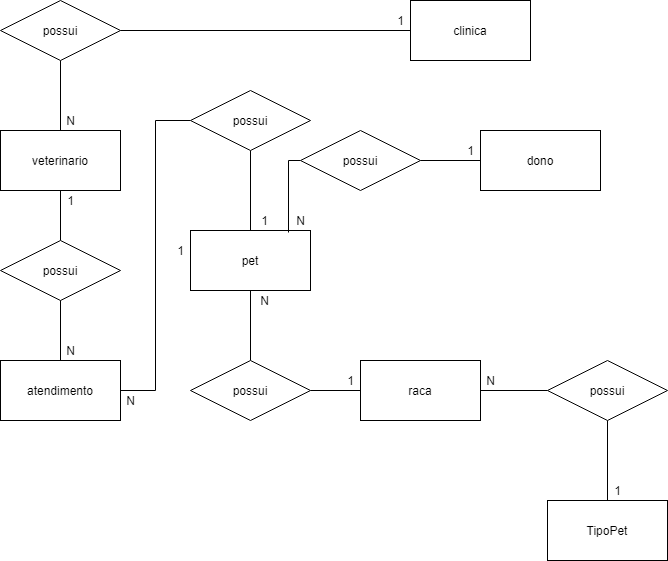 possui
1
clinica
N
veterinario
possui
possui
1
dono
1
1
N
1
pet
possui
N
N
atendimento
N
possui
1
raca
N
possui
1
TipoPet